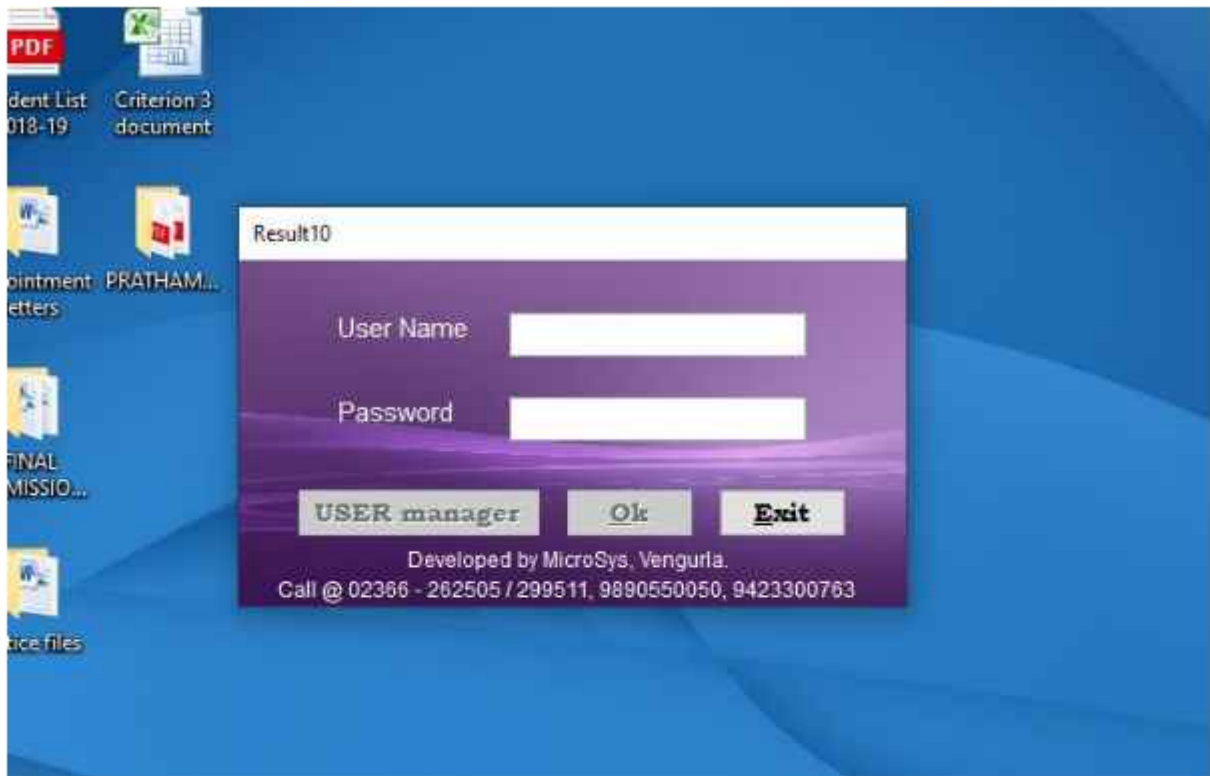 PDF
dent List
018-19
Criterion 3
document
ointment
etters
PRATHAM...
FINAL
MISSIO...
tice files
Result10
User Name
Password
USER manager
Ok
Exit
Developed by MicroSys, Vengurla.
Call @ 02366 - 262505 / 299511, 9890550050, 9423300763